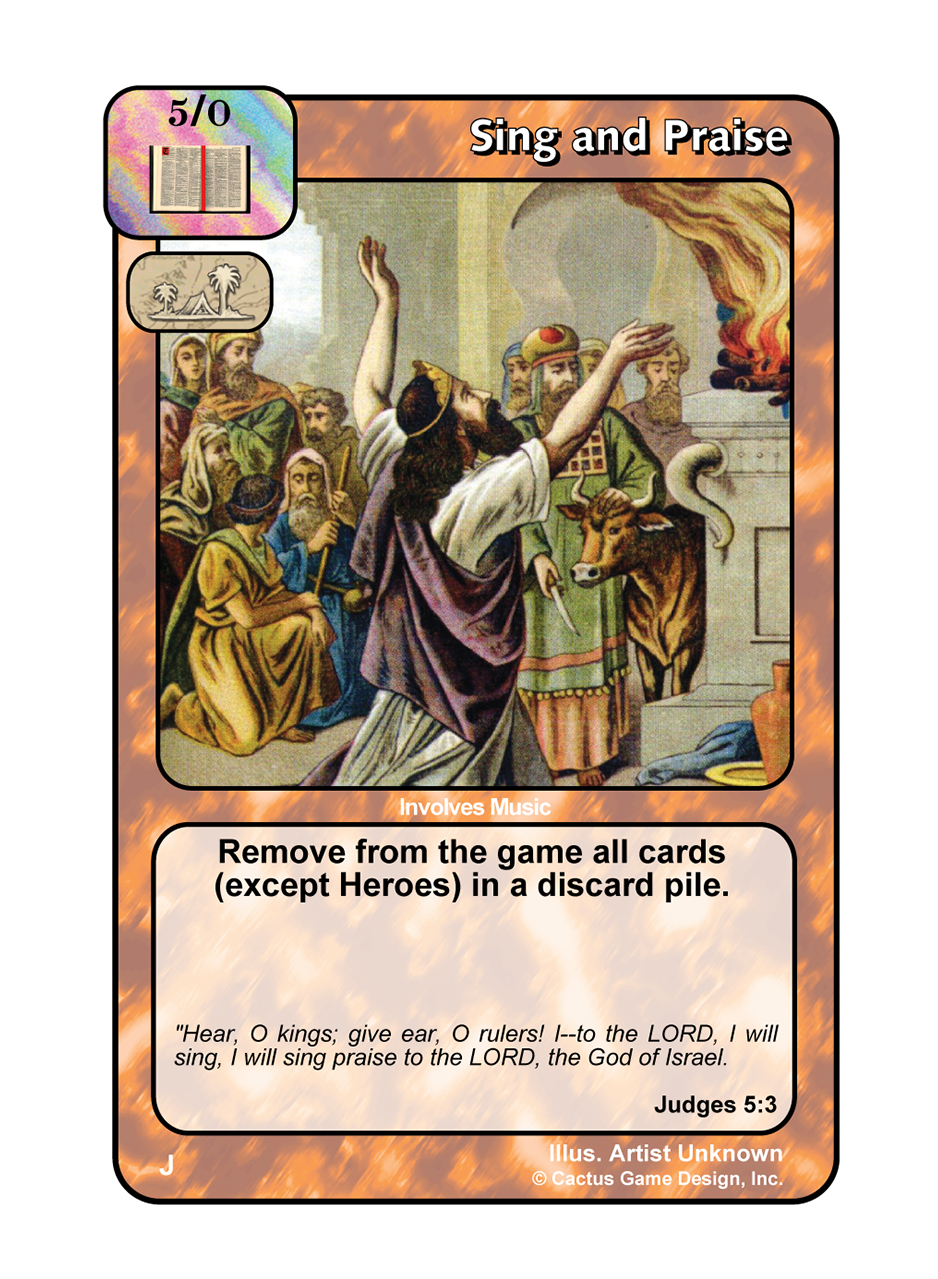 5/0
Sing and Praise
Involves Music
Remove from the game all cards
(except Heroes) in a discard pile.
"Hear, O kings; give ear, O rulers! I--to the LORD, I will
sing, I will sing praise to the LORD, the God of Israel.
Judges 5:3
J
Illus. Artist Unknown
© Cactus Game Design, Inc.